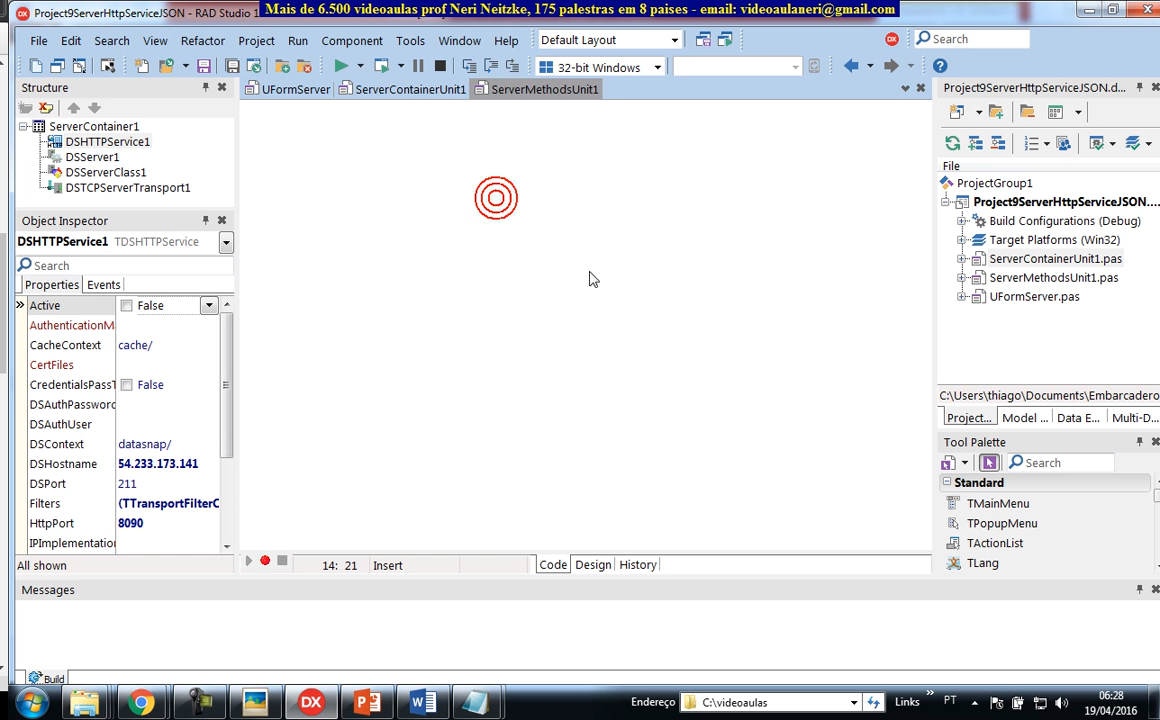 Project9ServerHttpServiceJSON - RAD Studio 1
Mais de 6.500 videoaulas prof Neri Neitzke, 175 palestras em 8 paises - email: videoaulaneri@gmail.com
File Edit Search View Refactor Project Run Component Tools Window Help Default Layout Search
32-bit Windows
Structure
UFormServer ServerContainerUnit1 ServerMethodsUnit1
Project9ServerHttpServiceJSON.d...
ServerContainer1
DSHTTPService1
DSServer1
DSServerClass1
DSTCPServerTransport1
Object Inspector
DSHTTPService1 TDSHTTPService
Search
Properties Events
Active False
AuthenticationM
CacheContext cache/
CertFiles
CredentialsPassT False
DSAuthPassword
DSAuthUser
DSContext datasnap/
DSHostname 54.233.173.141
DSPort 211
Filters (TTransportFilterC
HttpPort 8090
IPImplementatio
All shown
File
ProjectGroup1
Project9ServerHttpServiceJSON....
Build Configurations (Debug)
Target Platforms (Win32)
ServerContainerUnit1.pas
ServerMethodsUnit1.pas
UFormServer.pas
C:\Users\thiago\Documents\Embarcadero
Project... Model ... Data E... Multi-D...
Tool Palette
Search
Standard
TMainMenu
TPopupMenu
TActionList
TLang
14: 21 Insert Code Design History
Messages
Build
DX Endereço C:\videoaulas Links » PT 06:28
19/04/2016